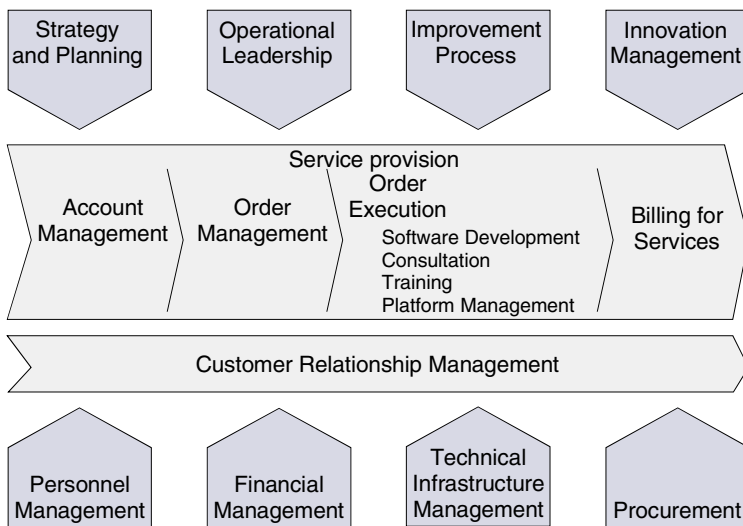 Strategy
and Planning
Operational
Leadership
Improvement
Process
Innovation
Management
Service provision
Account
Management
Order
Management
Order
Execution
Software Development
Consultation
Training
Platform Management
Billing for
Services
Customer Relationship Management
Personnel
Management
Financial
Management
Technical
Infrastructure
Management
Procurement